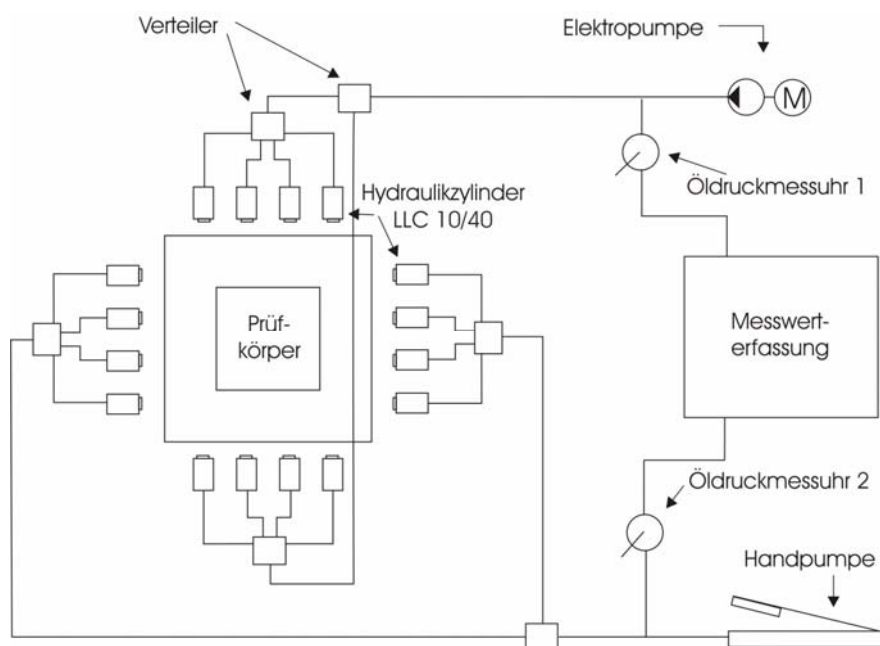 Verteiler
Elektropumpe
M
Öldruckmessuhr 1
Hydraulikzylinder
LLC 10/40
Prüf-
körper
Messwert-
erfassung
Öldruckmessuhr 2
Handpumpe